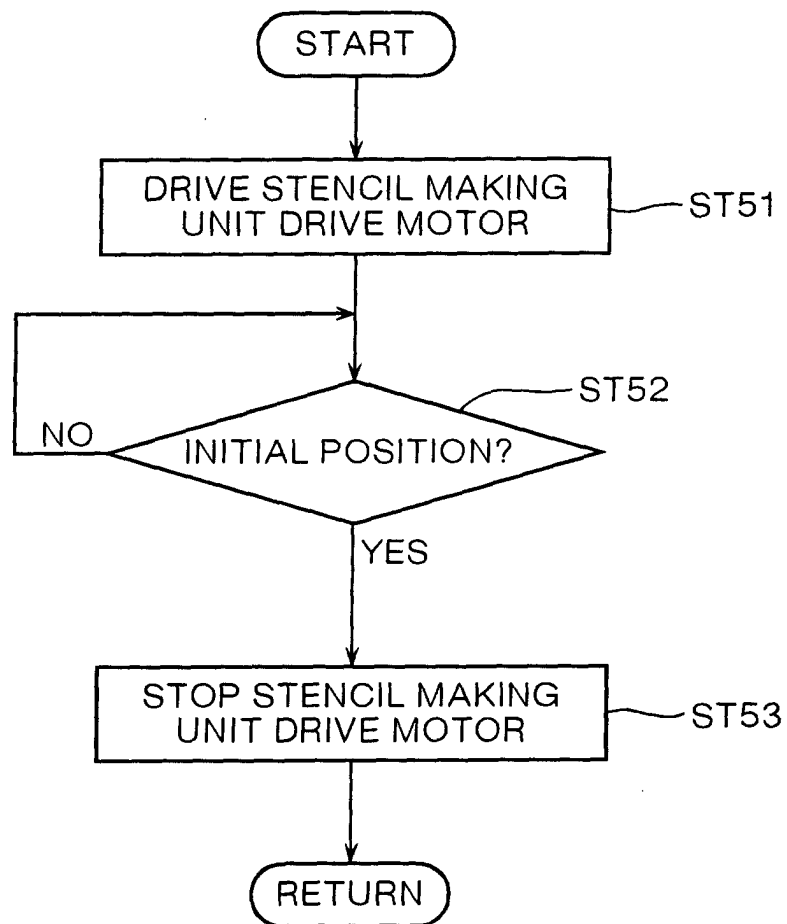 START
DRIVE STENCIL MAKING
UNIT DRIVE MOTOR
ST51
ST52
NO
INITIAL POSITION?
YES
STOP STENCIL MAKING
UNIT DRIVE MOTOR
ST53
RETURN